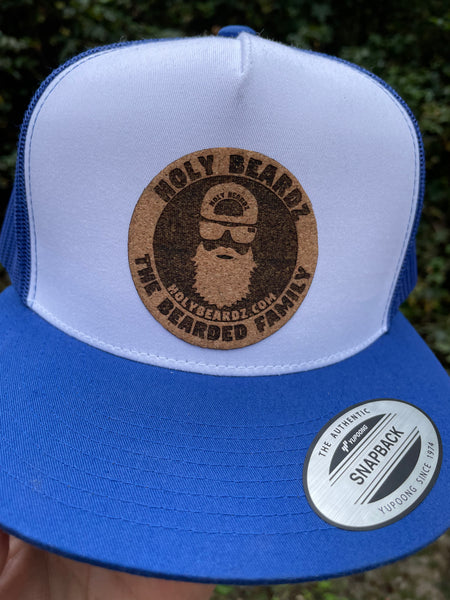 HOLY BEARDZ
HOLY BEARDZ
HOLYBEARDZ.COM
THE BEARDED FAMILY
THE AUTHENTIC
YUPOONG
SNAPBACK
YUPOONG SINCE 1974